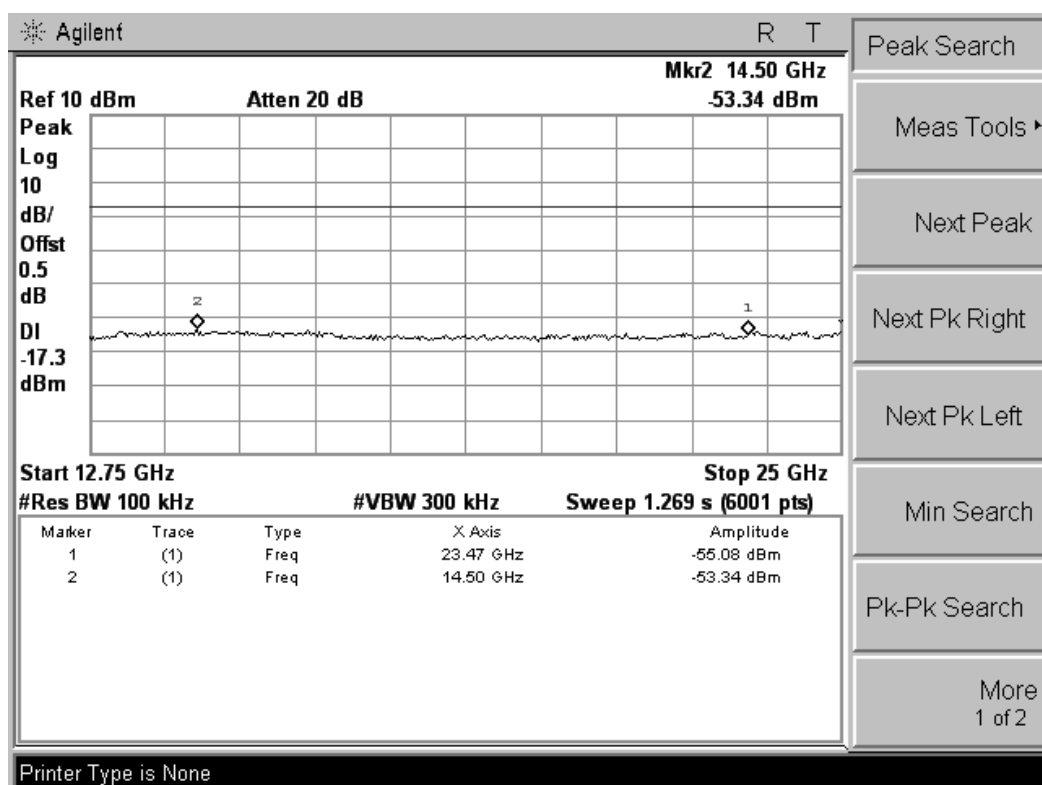 Agilent R T
Mkr2 14.50 GHz
Ref 10 dBm Atten 20 dB -53.34 dBm
Peak
Log
10
dB/
Offst
0.5
dB
DI
-17.3
dBm
2
1
Start 12.75 GHz Stop 25 GHz
#Res BW 100 kHz #VBW 300 kHz Sweep 1.269 s (6001 pts)
Marker Trace Type X Axis Amplitude
1 (1) Freq 23.47 GHz -55.08 dBm
2 (1) Freq 14.50 GHz -53.34 dBm
Peak Search
Meas Tools
Next Peak
Next Pk Right
Next Pk Left
Min Search
Pk-Pk Search
More
1 of 2
Printer Type is None